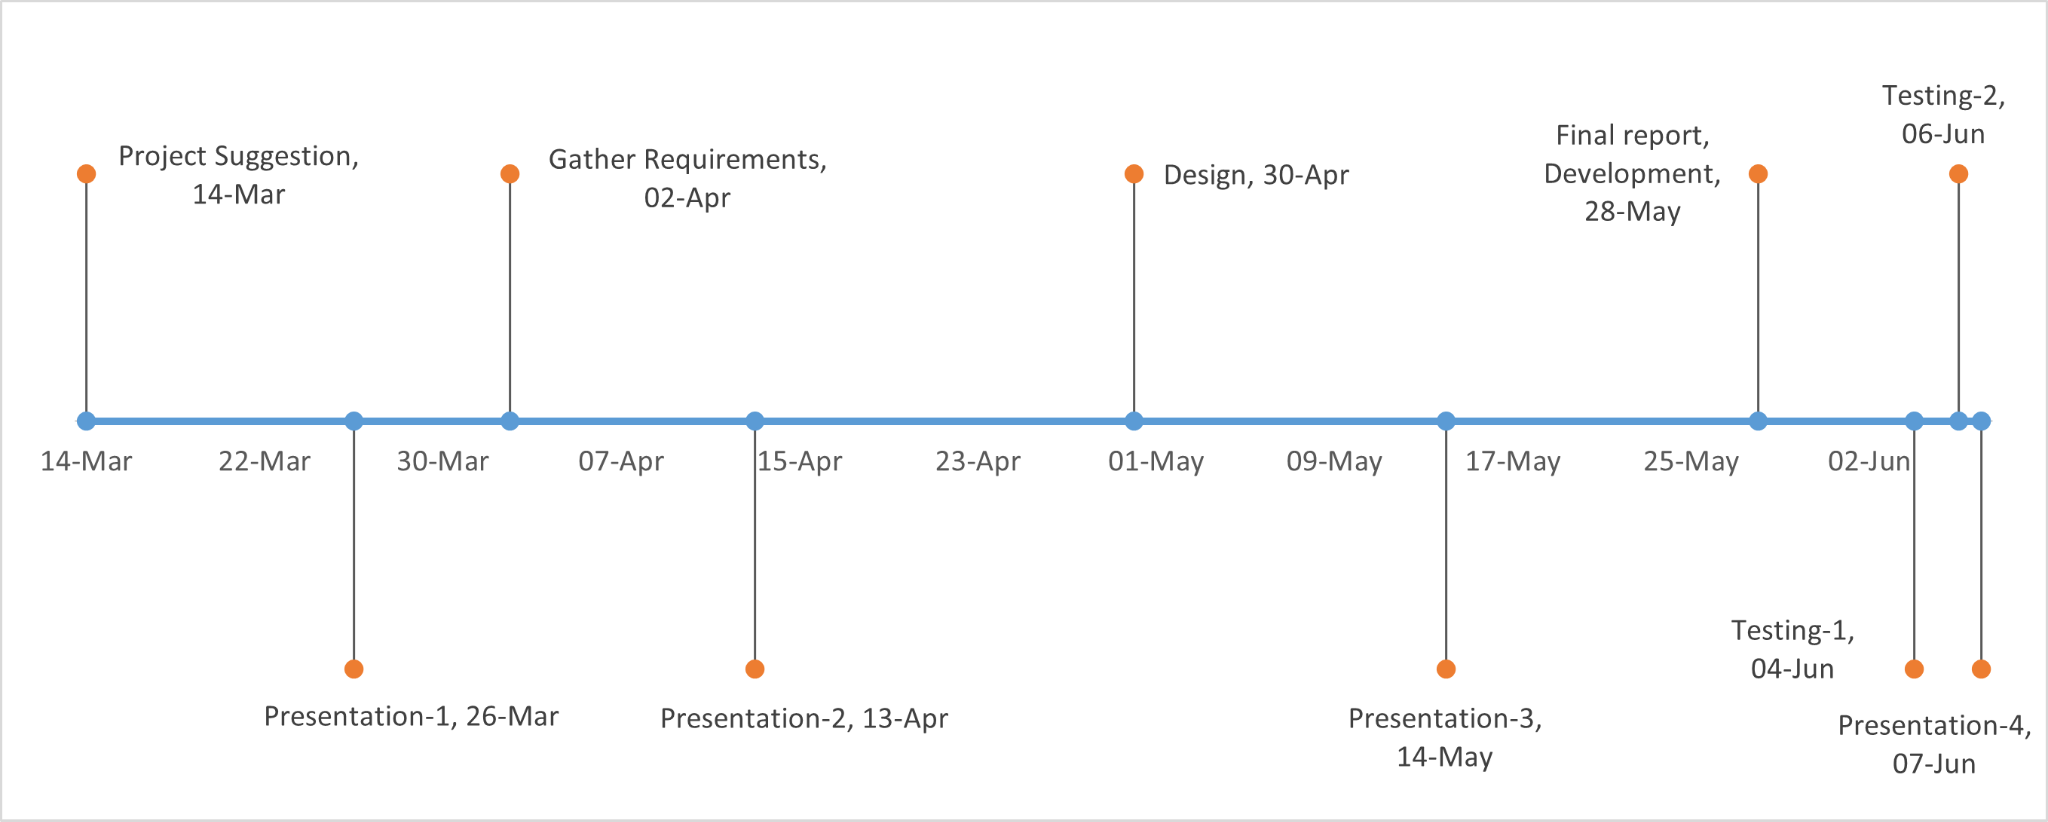 Testing-2,
06-Jun
Final report,
Development,
28-May
Project Suggestion,
14-Mar
Gather Requirements,
02-Apr
Design, 30-Apr
14-Mar
22-Mar
30-Mar
07-Apr
15-Apr
23-Apr
01-May
09-May
17-May
25-May
02-Jun
Testing-1,
04-Jun
Presentation-1, 26-Mar
Presentation-2, 13-Apr
Presentation-3,
14-May
Presentation-4,
07-Jun